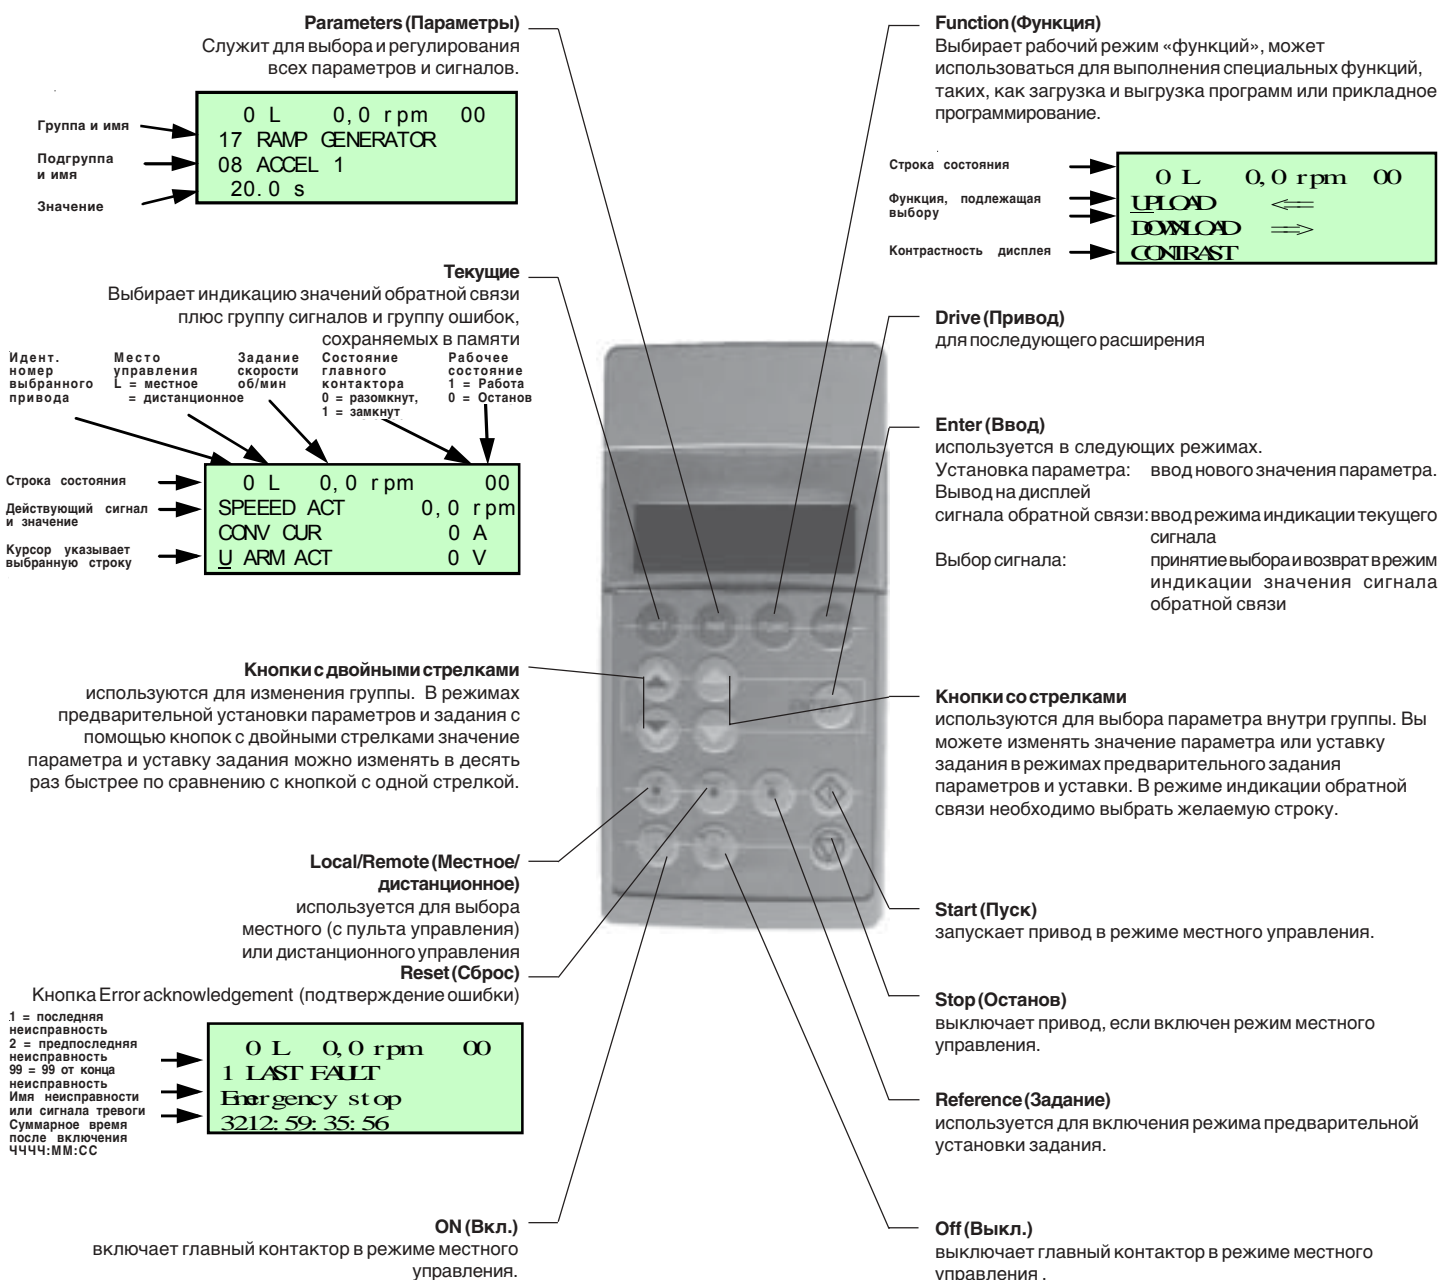 Parameters (Параметры)
Служит для выбора и регулирования
всех параметров и сигналов.
Группа и имя
Подгруппа
и имя
Значение
0 L 0,0 rpm 00
17 RAMP GENERATOR
08 ACCEL 1
20.0 s
Текущие
Выбирает индикацию значений обратной связи
плюс группу сигналов и группу ошибок,
сохраняемых в памяти
Идент.
номер
выбранного
привода
Место
управления
L = местное
= дистанционное
Задание
скорости
об/мин
Состояние
главного
контактора
0 = разомкнут,
1 = замкнут
Рабочее
состояние
1 = Работа
0 = Останов
Строка состояния
Действующий сигнал
и значение
Курсор указывает
выбранную строку
0 L 0,0 rpm 00
SPEEED ACT 0,0 rpm
CONV CUR 0 A
U ARM ACT 0 V
Кнопки с двойными стрелками
используются для изменения группы. В режимах
предварительной установки параметров и задания с
помощью кнопок с двойными стрелками значение
параметра и уставку задания можно изменять в десять
раз быстрее по сравнению с кнопкой с одной стрелкой.
Local/Remote (Местное/
дистанционное)
используется для выбора
местного (с пульта управления)
или дистанционного управления
Reset (Сброс)
Кнопка Error acknowledgement (подтверждение ошибки)
1 = последняя
неисправность
2 = предпоследняя
неисправность
99 = 99 от конца
неисправность
Имя неисправности
или сигнала тревоги
Суммарное время
после включения
ЧЧЧЧ:ММ:СС
0 L 0,0 rpm 00
1 LAST FAULT
Emergency stop
3212:59:35:56
ON (Вкл.)
включает главный контактор в режиме местного
управления.
Function (Функция)
Выбирает рабочий режим «функций», может
использоваться для выполнения специальных функций,
таких, как загрузка и выгрузка программ или прикладное
программирование.
Строка состояния
Функция, подлежащая
выбору
Контрастность дисплея
0 L 0,0 rpm 00
UPLOAD ⇐
DOWNLOAD ⇒
CONTRAST
Drive (Привод)
для последующего расширения
Enter (Ввод)
используется в следующих режимах.
Установка параметра: ввод нового значения параметра.
Вывод на дисплей
сигнала обратной связи: ввод режима индикации текущего
сигнала
Выбор сигнала: принятие выбора и возврат в режим
индикации значения сигнала
обратной связи
Кнопки со стрелками
используются для выбора параметра внутри группы. Вы
можете изменять значение параметра или уставку
задания в режимах предварительного задания
параметров и уставки. В режиме индикации обратной
связи необходимо выбрать желаемую строку.
Start (Пуск)
запускает привод в режиме местного управления.
Stop (Останов)
выключает привод, если включен режим местного
управления.
Reference (Задание)
используется для включения режима предварительной
установки задания.
Off (Выкл.)
выключает главный контактор в режиме местного
управления .